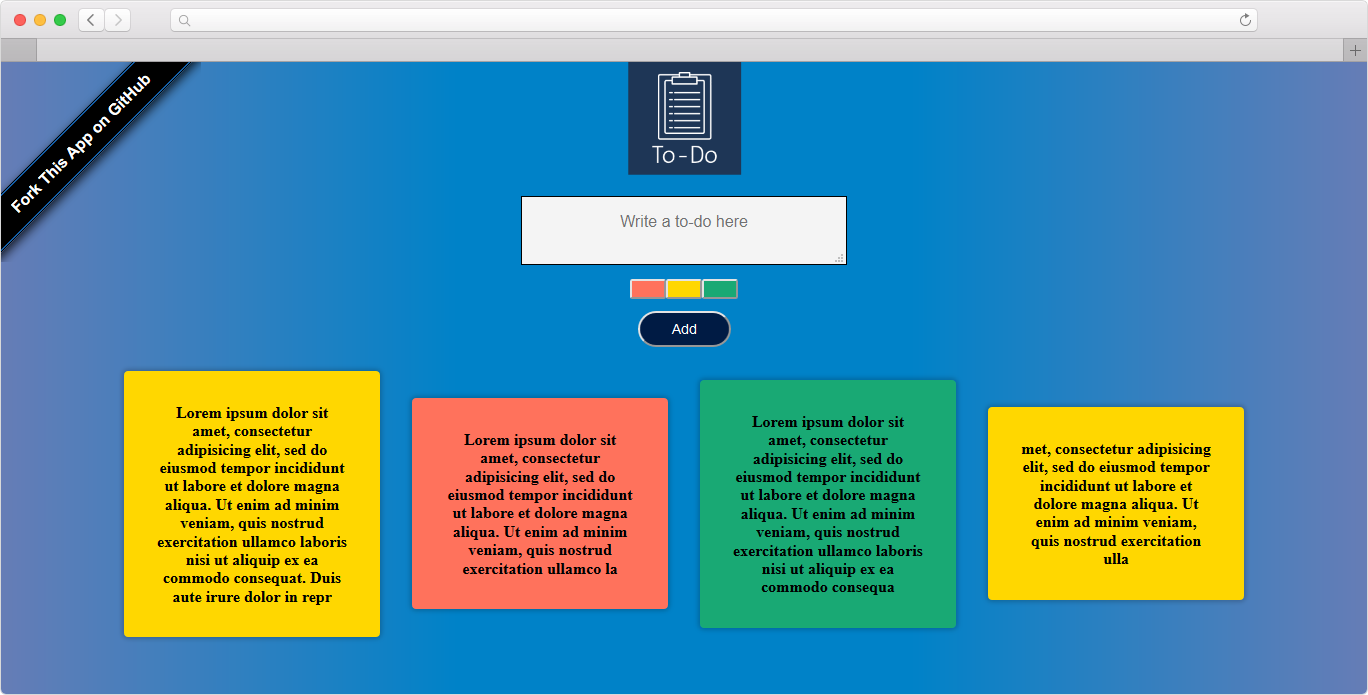 Fork This App on GitHub
To-Do
Write a to-do here
Add
Lorem ipsum dolor sit
amet, consectetur
adipisicing elit, sed do
eiusmod tempor incididunt
ut labore et dolore magna
aliqua. Ut enim ad minim
veniam, quis nostrud
exercitation ullamco laboris
nisi ut aliquip ex ea
commodo consequat. Duis
aute irure dolor in repr
Lorem ipsum dolor sit
amet, consectetur
adipisicing elit, sed do
eiusmod tempor incididunt
ut labore et dolore magna
aliqua. Ut enim ad minim
veniam, quis nostrud
exercitation ullamco la
Lorem ipsum dolor sit
amet, consectetur
adipisicing elit, sed do
eiusmod tempor incididunt
ut labore et dolore magna
aliqua. Ut enim ad minim
veniam, quis nostrud
exercitation ullamco laboris
nisi ut aliquip ex ea
commodo consequa
met, consectetur adipisicing
elit, sed do eiusmod tempor
incididunt ut labore et
dolore magna aliqua. Ut
enim ad minim veniam,
quis nostrud exercitation
ulla